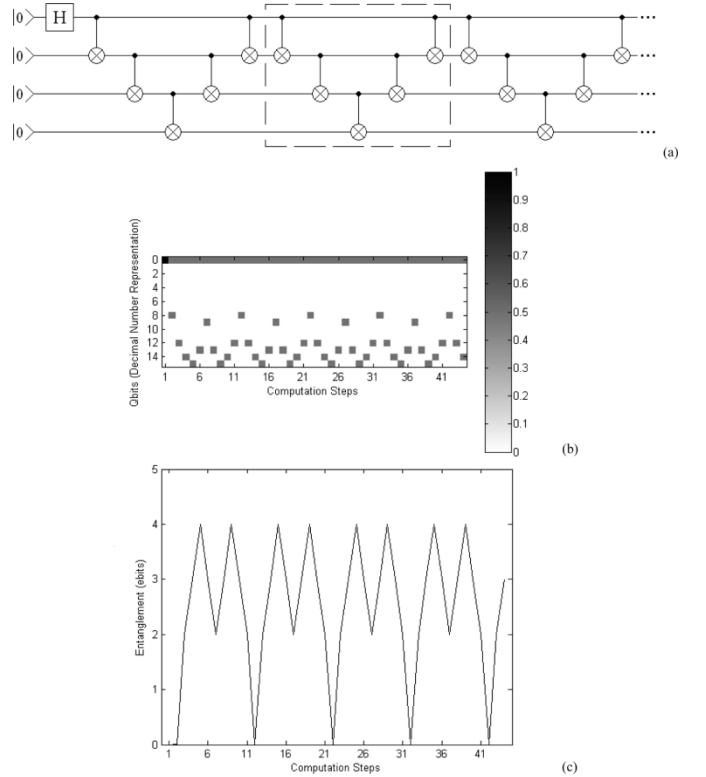 |0 H ...
|0 ...
|0 ...
|0 ...
(a)
1
0.9
0.8
0.7
0.6
0.5
0.4
0.3
0.2
0.1
0
Qbits (Decimal Number Representation)
0
2
4
6
8
10
12
14
1 6 11 16 21 26 31 36 41
Computation Steps
(b)
5
4
3
2
1
0
Entanglement (ebits)
1 6 11 16 21 26 31 36 41
Computation Steps
(c)